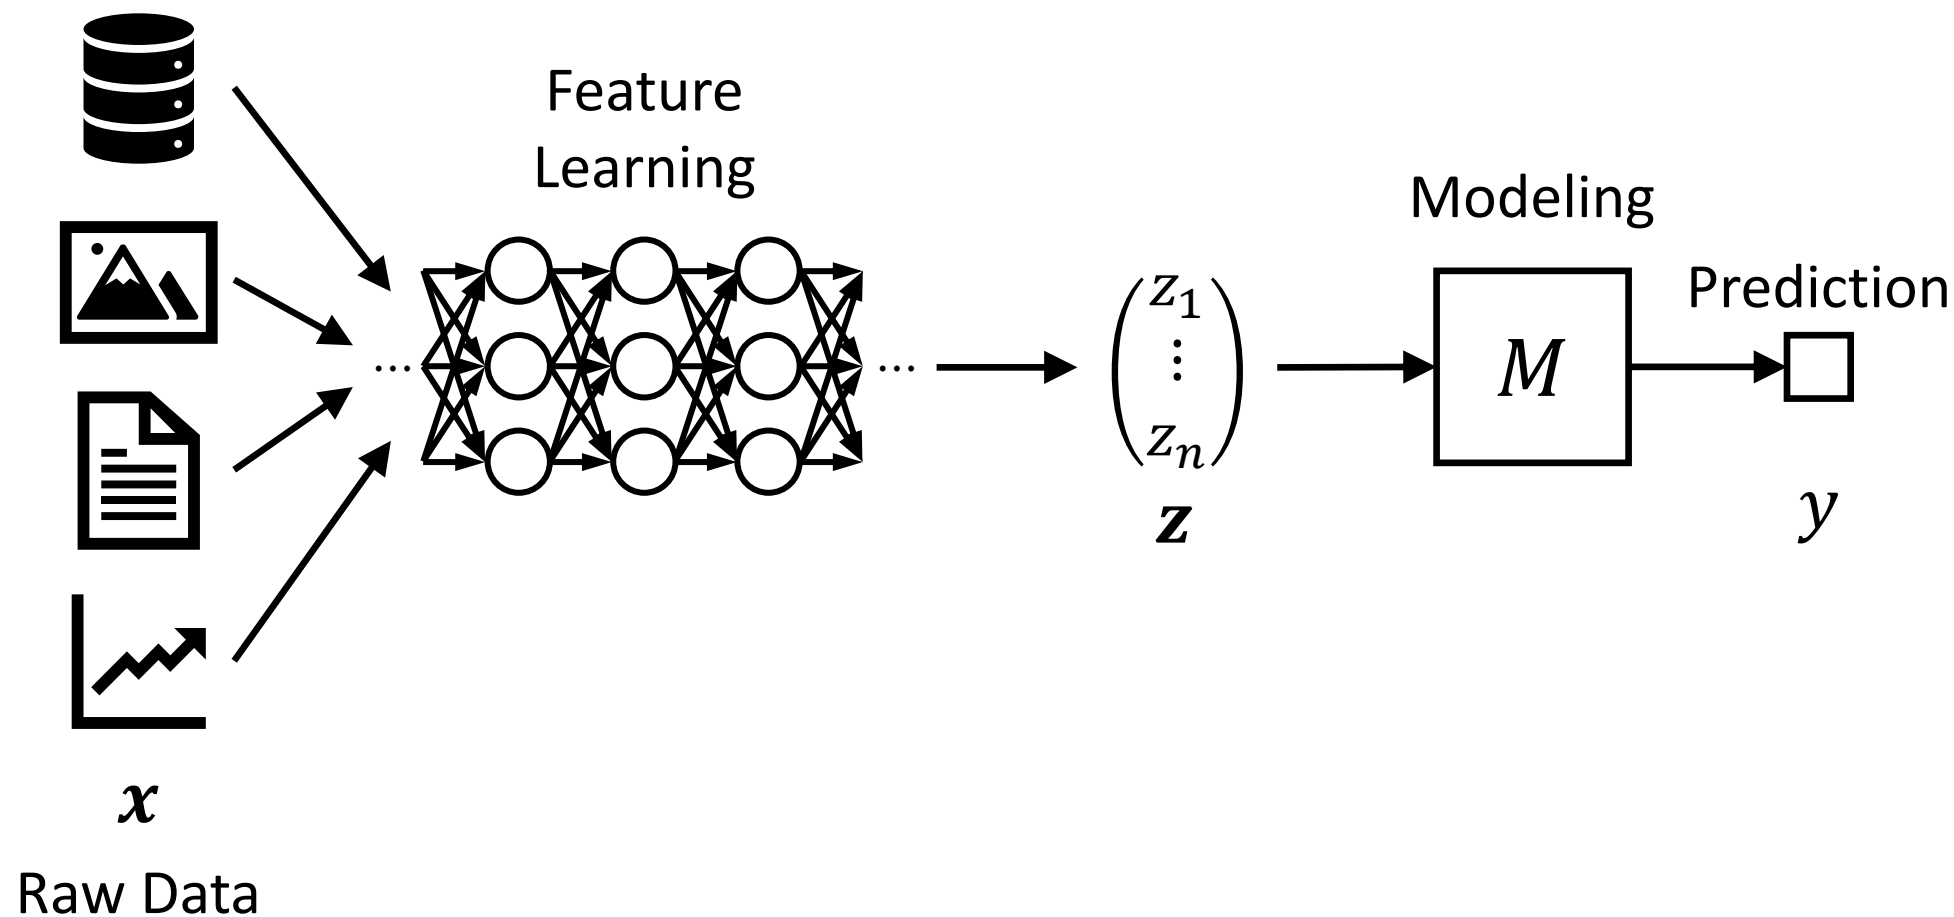 Feature
Learning
Modeling
Prediction
...
...
z₁
⋮
zₙ
z
M
y
x
Raw Data